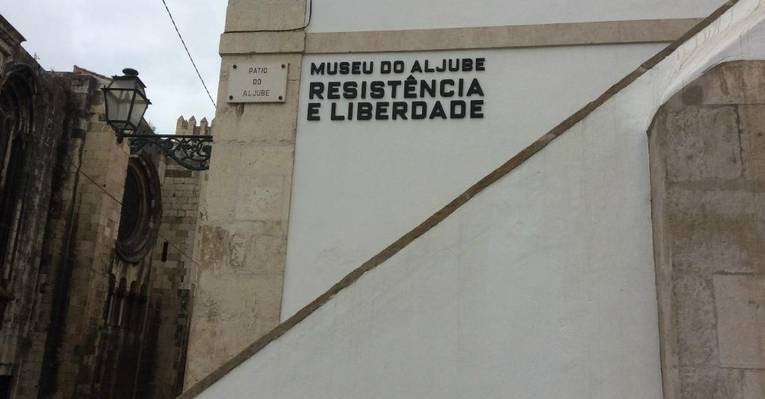 PATIO
DO
ALJUBE
MUSEU DO ALJUBE
RESISTÊNCIA
E LIBERDADE